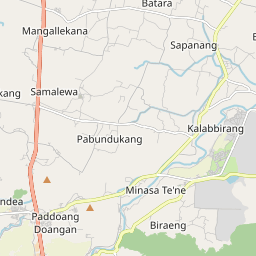 Batara
Mangallekana
Sapanang
kang
Samalewa
Kalabbirang
Pabundukang
Minasa Te'ne
ndea
Paddoang
Doangan
Biraeng